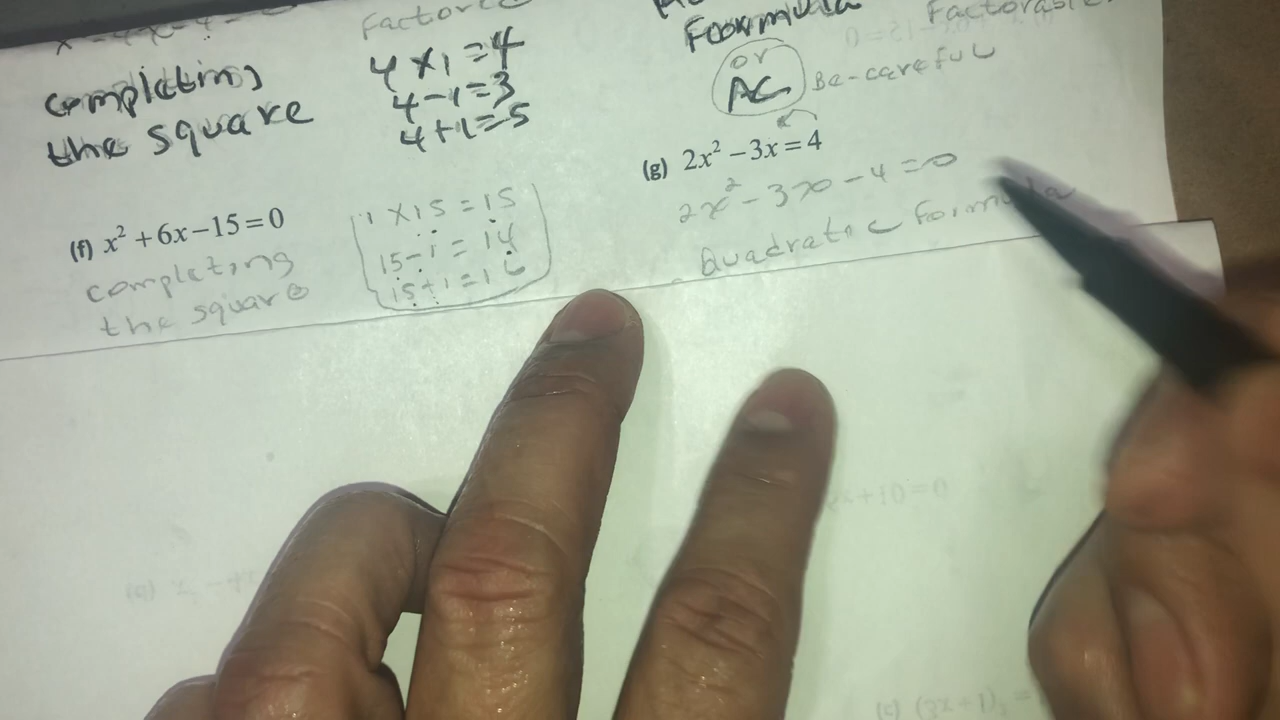 completing
the square
4 × 1 = 4
4 - 1 = 3
4 + 1 = 5
Formula
or
AC
Be-careful
(f) x² + 6x − 15 = 0
completing
the square
1 × 15 = 15
15 - 1 = 14
15 + 1 = 16
(g) 2x² − 3x = 4
2x² - 3x - 4 = 0
Quadratic formula